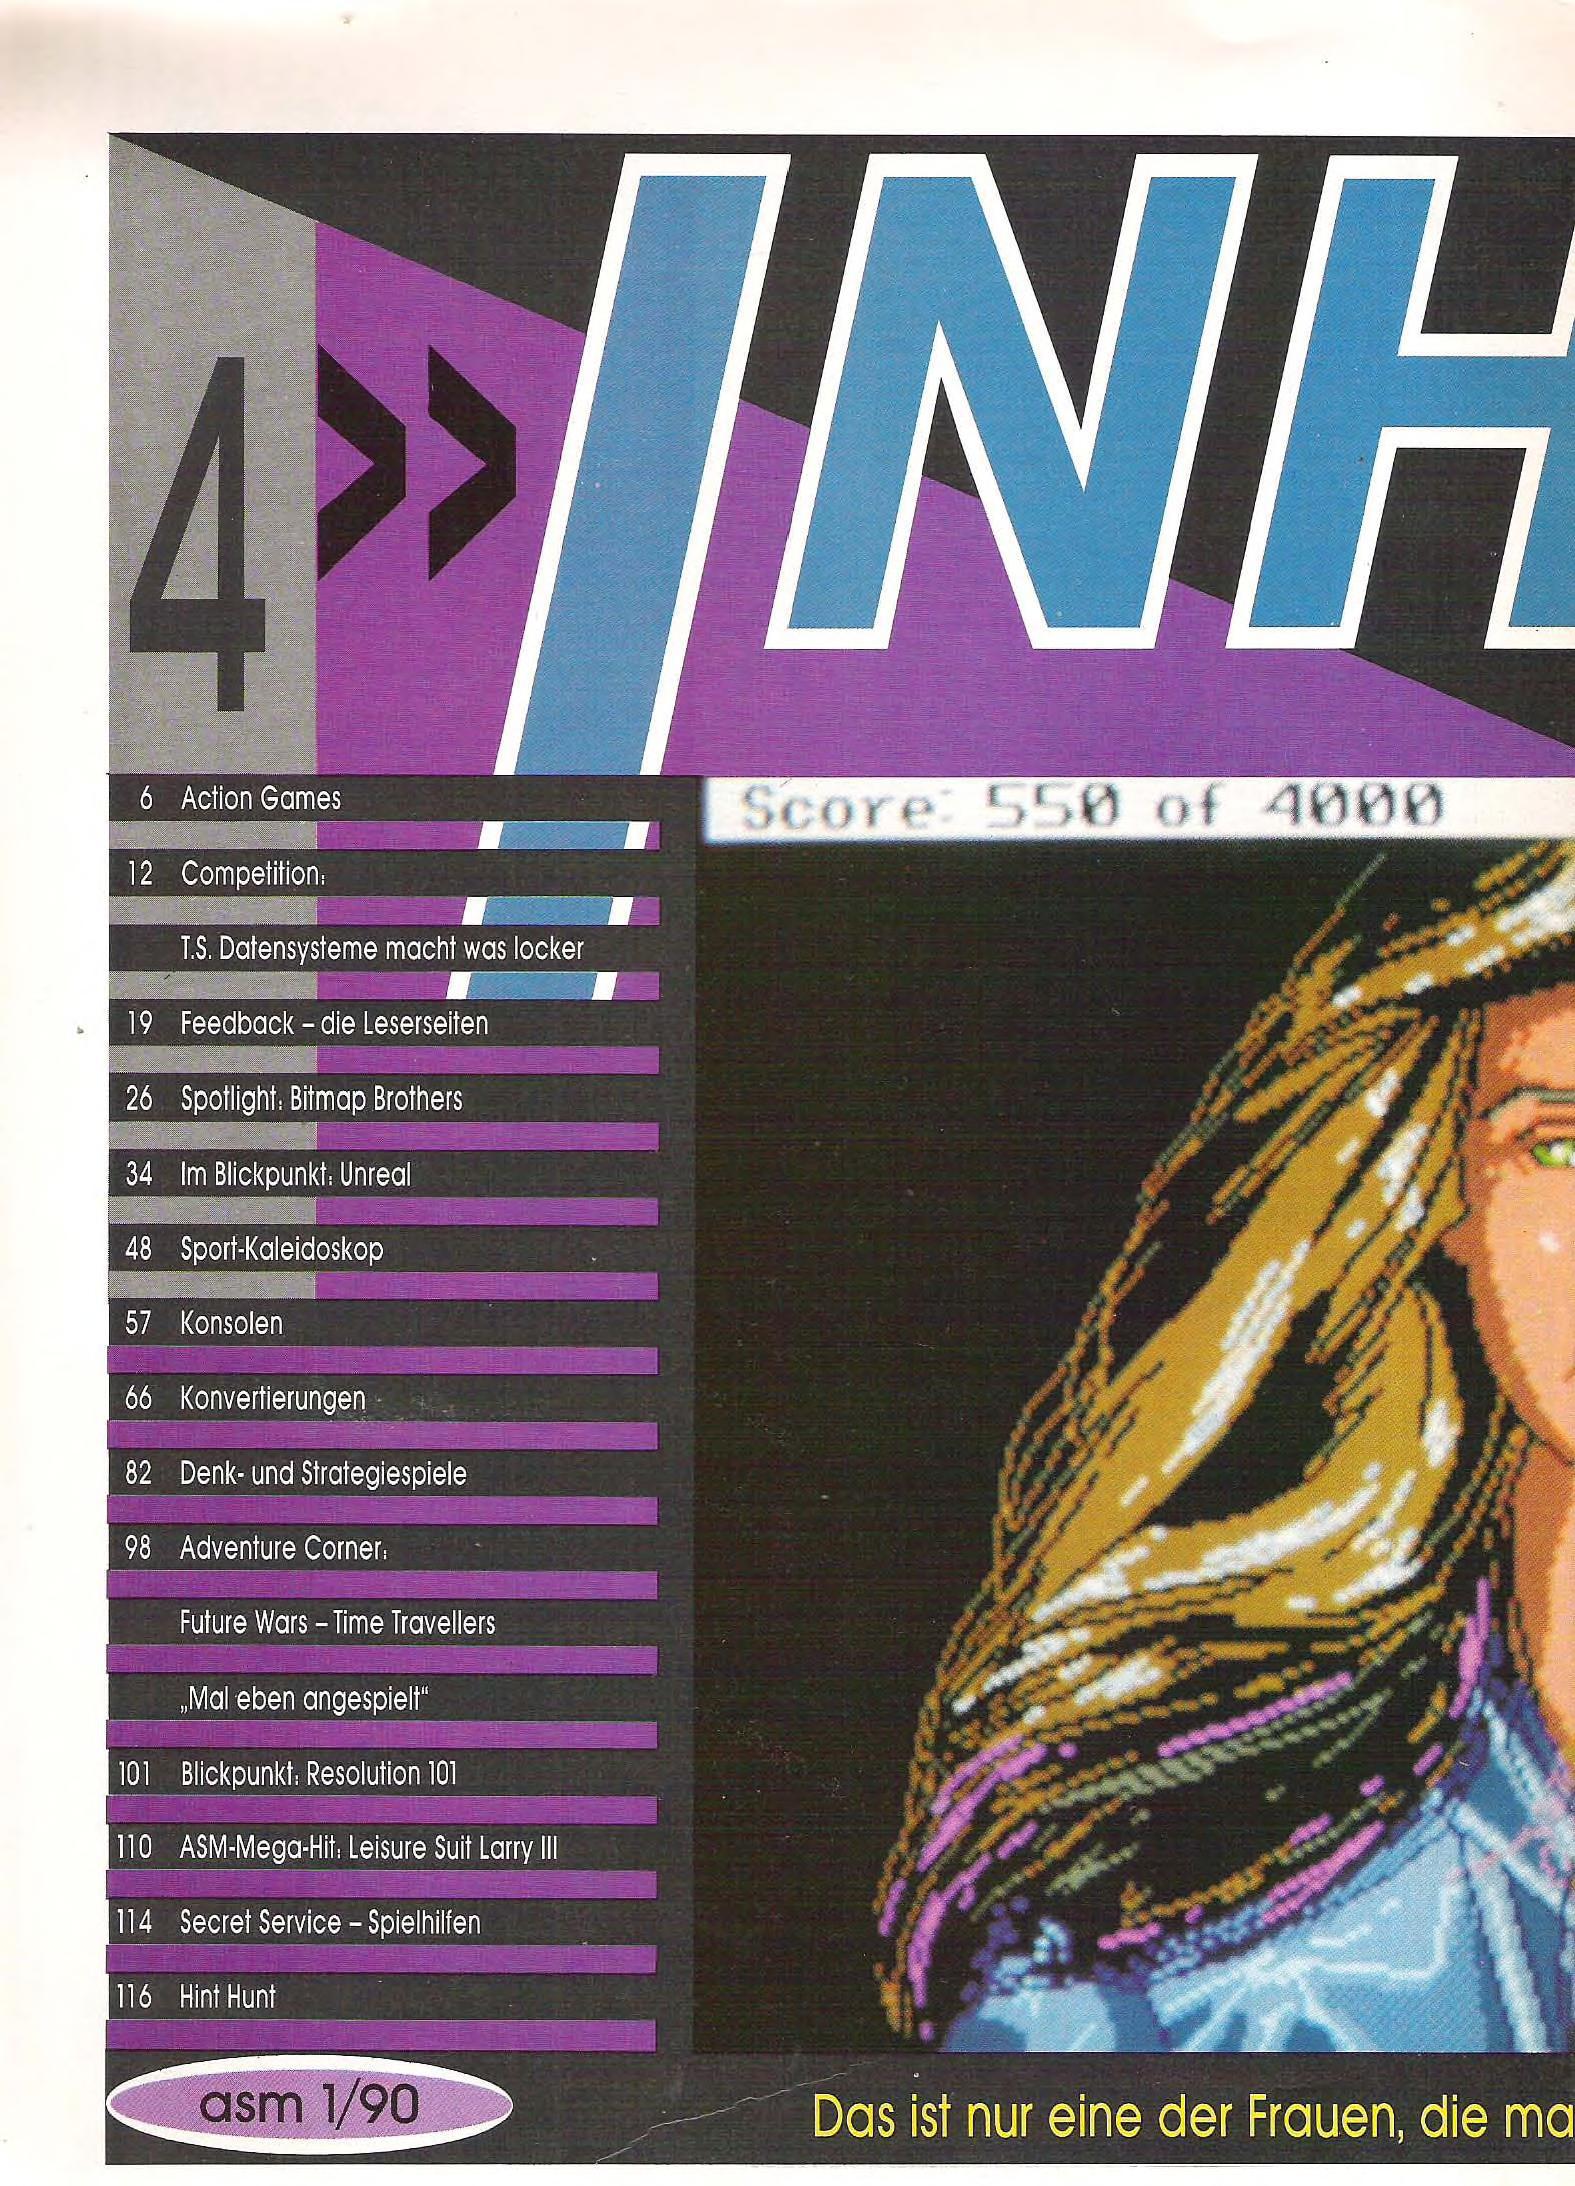 4 » INH
6 Action Games
12 Competition:
T.S. Datensysteme macht was locker
19 Feedback – die Leserseiten
26 Spotlight: Bitmap Brothers
34 Im Blickpunkt: Unreal
48 Sport-Kaleidoskop
57 Konsolen
66 Konvertierungen
82 Denk- und Strategiespiele
98 Adventure Corner:
Future Wars – Time Travellers
„Mal eben angespielt“
101 Blickpunkt: Resolution 101
110 ASM-Mega-Hit: Leisure Suit Larry III
114 Secret Service – Spielhilfen
116 Hint Hunt
asm 1/90
Score: 550 of 4000
Das ist nur eine der Frauen, die ma